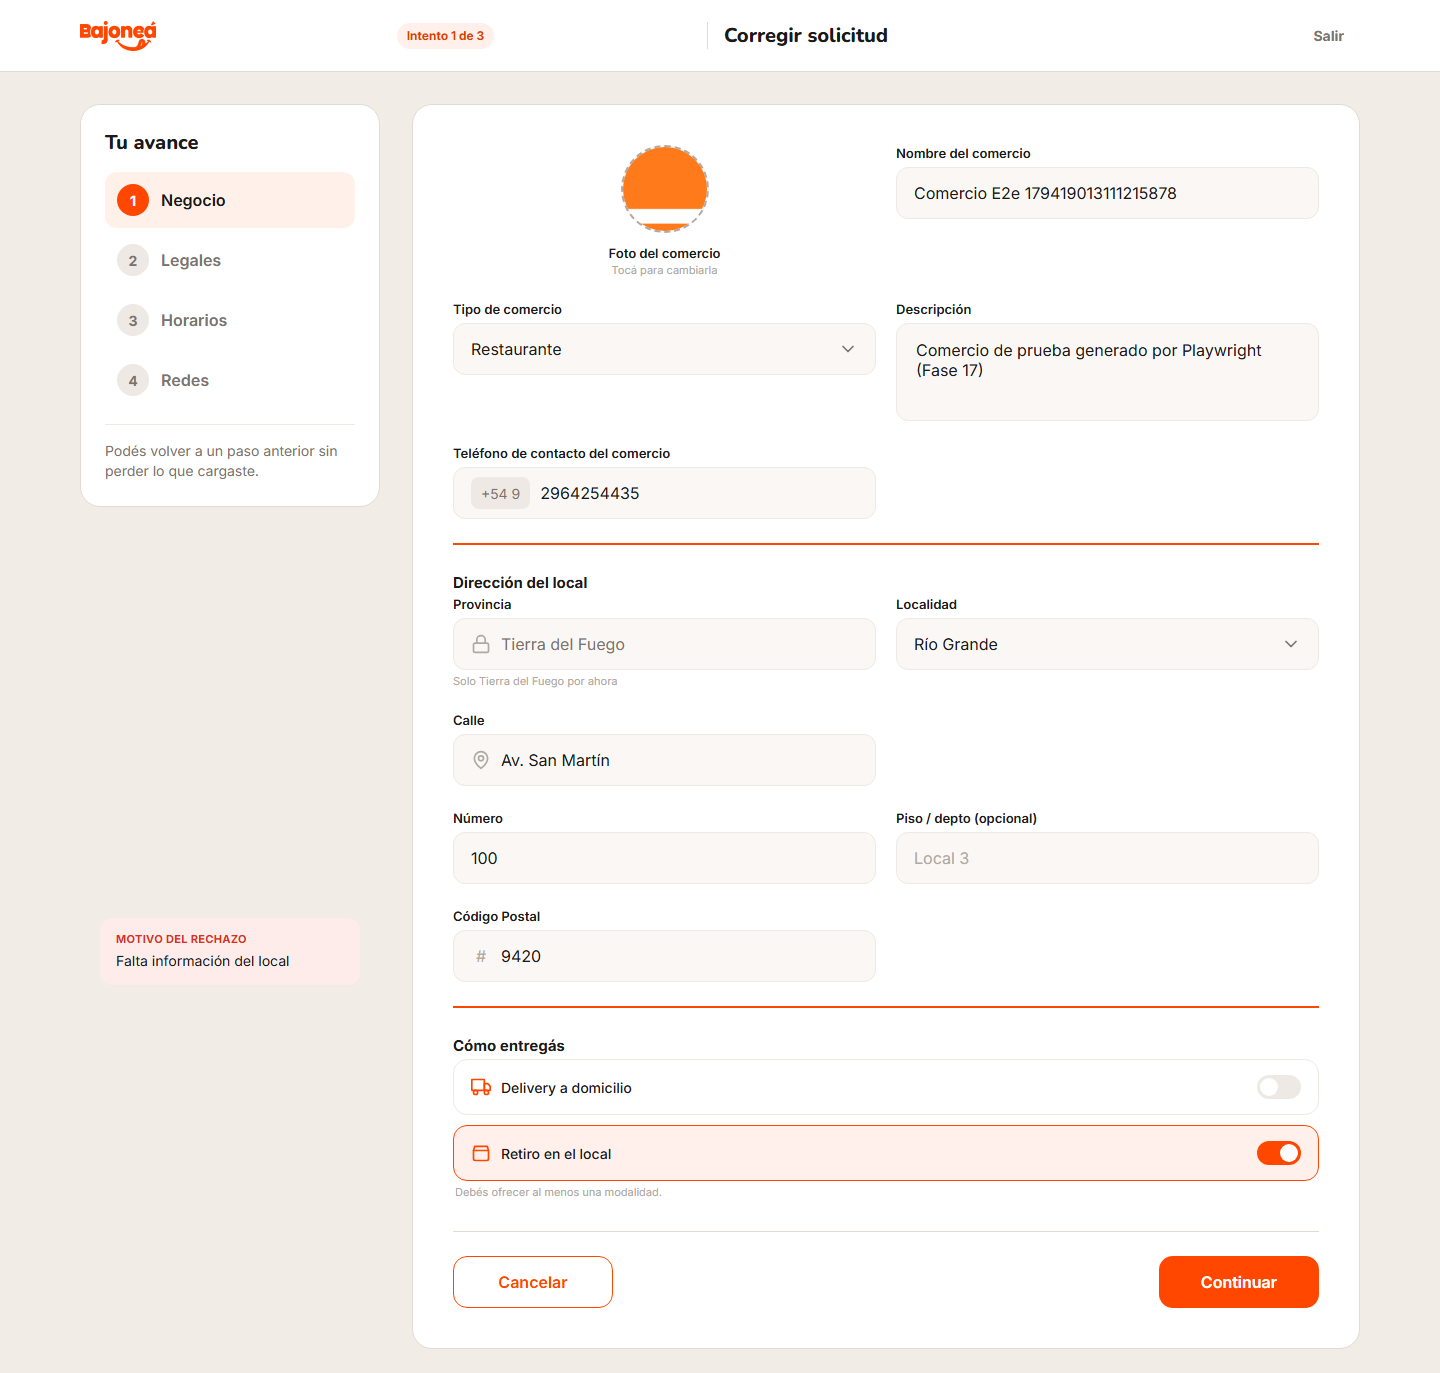 Bajoneá
Intento 1 de 3
Corregir solicitud
Salir
Tu avance
1 Negocio
2 Legales
3 Horarios
4 Redes
Podés volver a un paso anterior sin
perder lo que cargaste.
MOTIVO DEL RECHAZO
Falta información del local
Foto del comercio
Tocá para cambiarla
Nombre del comercio
Comercio E2e 179419013111215878
Tipo de comercio
Restaurante
Descripción
Comercio de prueba generado por Playwright
(Fase 17)
Teléfono de contacto del comercio
+54 9 2964254435
Dirección del local
Provincia
Tierra del Fuego
Solo Tierra del Fuego por ahora
Localidad
Río Grande
Calle
Av. San Martín
Número
100
Piso / depto (opcional)
Local 3
Código Postal
# 9420
Cómo entregás
Delivery a domicilio
Retiro en el local
Debés ofrecer al menos una modalidad.
Cancelar
Continuar